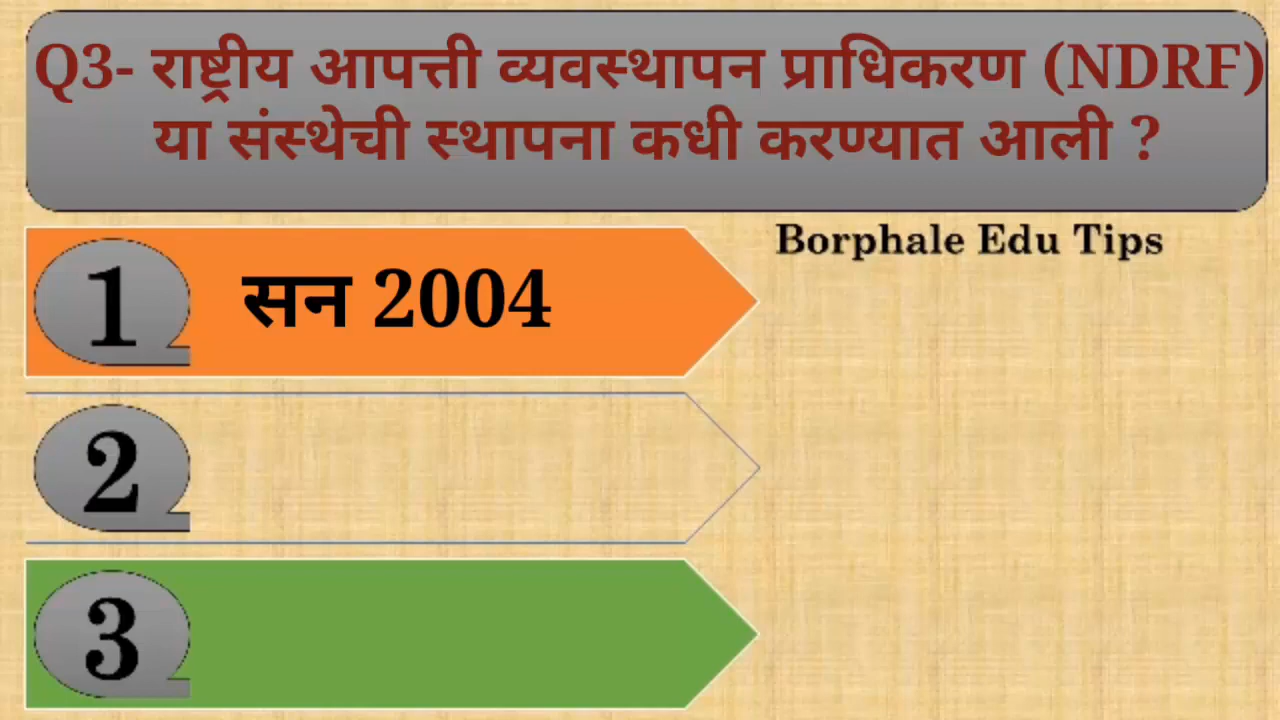 Q3- राष्ट्रीय आपत्ती व्यवस्थापन प्राधिकरण (NDRF)
या संस्थेची स्थापना कधी करण्यात आली ?
Borphale Edu Tips
1 सन 2004
2
3